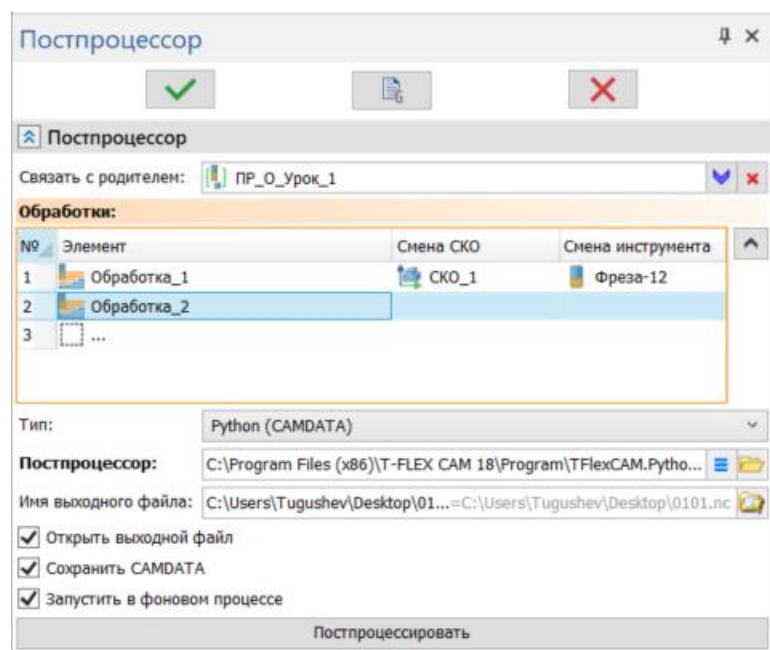 Постпроцессор
Постпроцессор
Связать с родителем: ПР_О_Урок_1
Обработки:
№ Элемент Смена СКО Смена инструмента
1 Обработка_1 СКО_1 Фреза-12
2 Обработка_2
3 ...
Тип: Python (CAMDATA)
Постпроцессор: C:\Program Files (x86)\T-FLEX CAM 18\Program\TFlexCAM.Pytho...
Имя выходного файла: C:\Users\Tugushev\Desktop\01...=C:\Users\Tugushev\Desktop\0101.nc
Открыть выходной файл
Сохранить CAMDATA
Запустить в фоновом процессе
Постпроцессировать